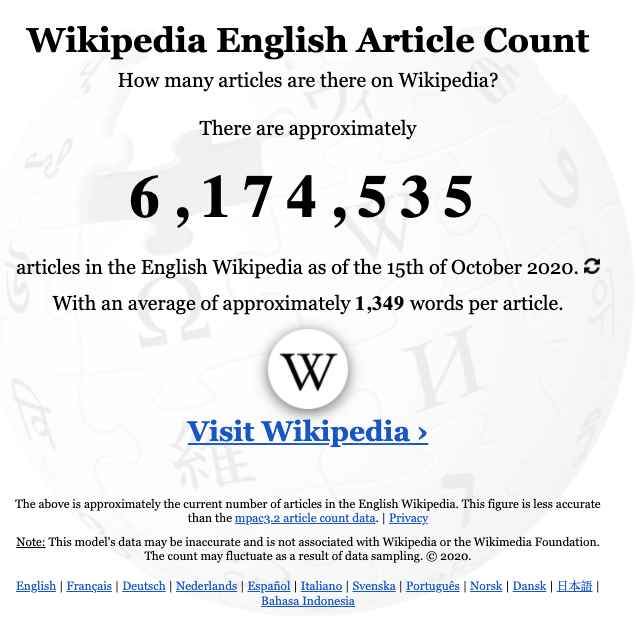 Wikipedia English Article Count
How many articles are there on Wikipedia?
There are approximately
6,174,535
articles in the English Wikipedia as of the 15th of October 2020.
With an average of approximately 1,349 words per article.
W
Visit Wikipedia ›
The above is approximately the current number of articles in the English Wikipedia. This figure is less accurate
than the mpac3.2 article count data. | Privacy
Note: This model's data may be inaccurate and is not associated with Wikipedia or the Wikimedia Foundation.
The count may fluctuate as a result of data sampling. © 2020.
English | Français | Deutsch | Nederlands | Español | Italiano | Svenska | Português | Norsk | Dansk | 日本語 |
Bahasa Indonesia